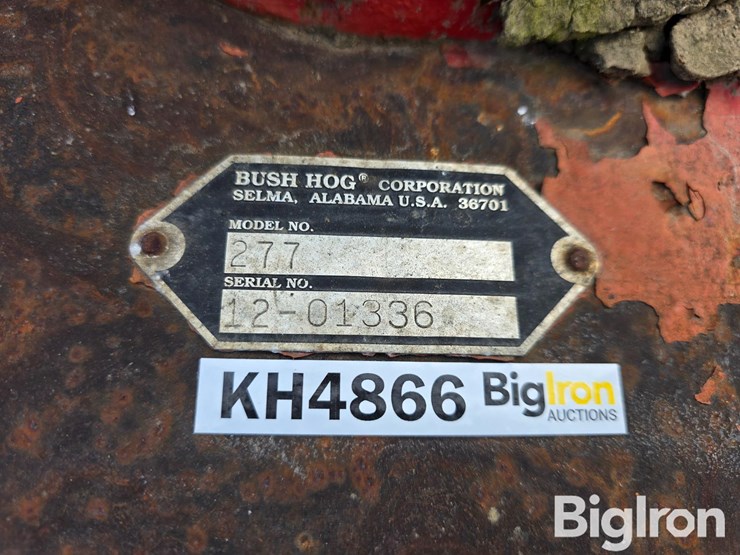 BUSH HOG® CORPORATION
SELMA, ALABAMA U.S.A. 36701
MODEL NO.
277
SERIAL NO.
12-01336
KH4866 BigIron
AUCTIONS
BigIron